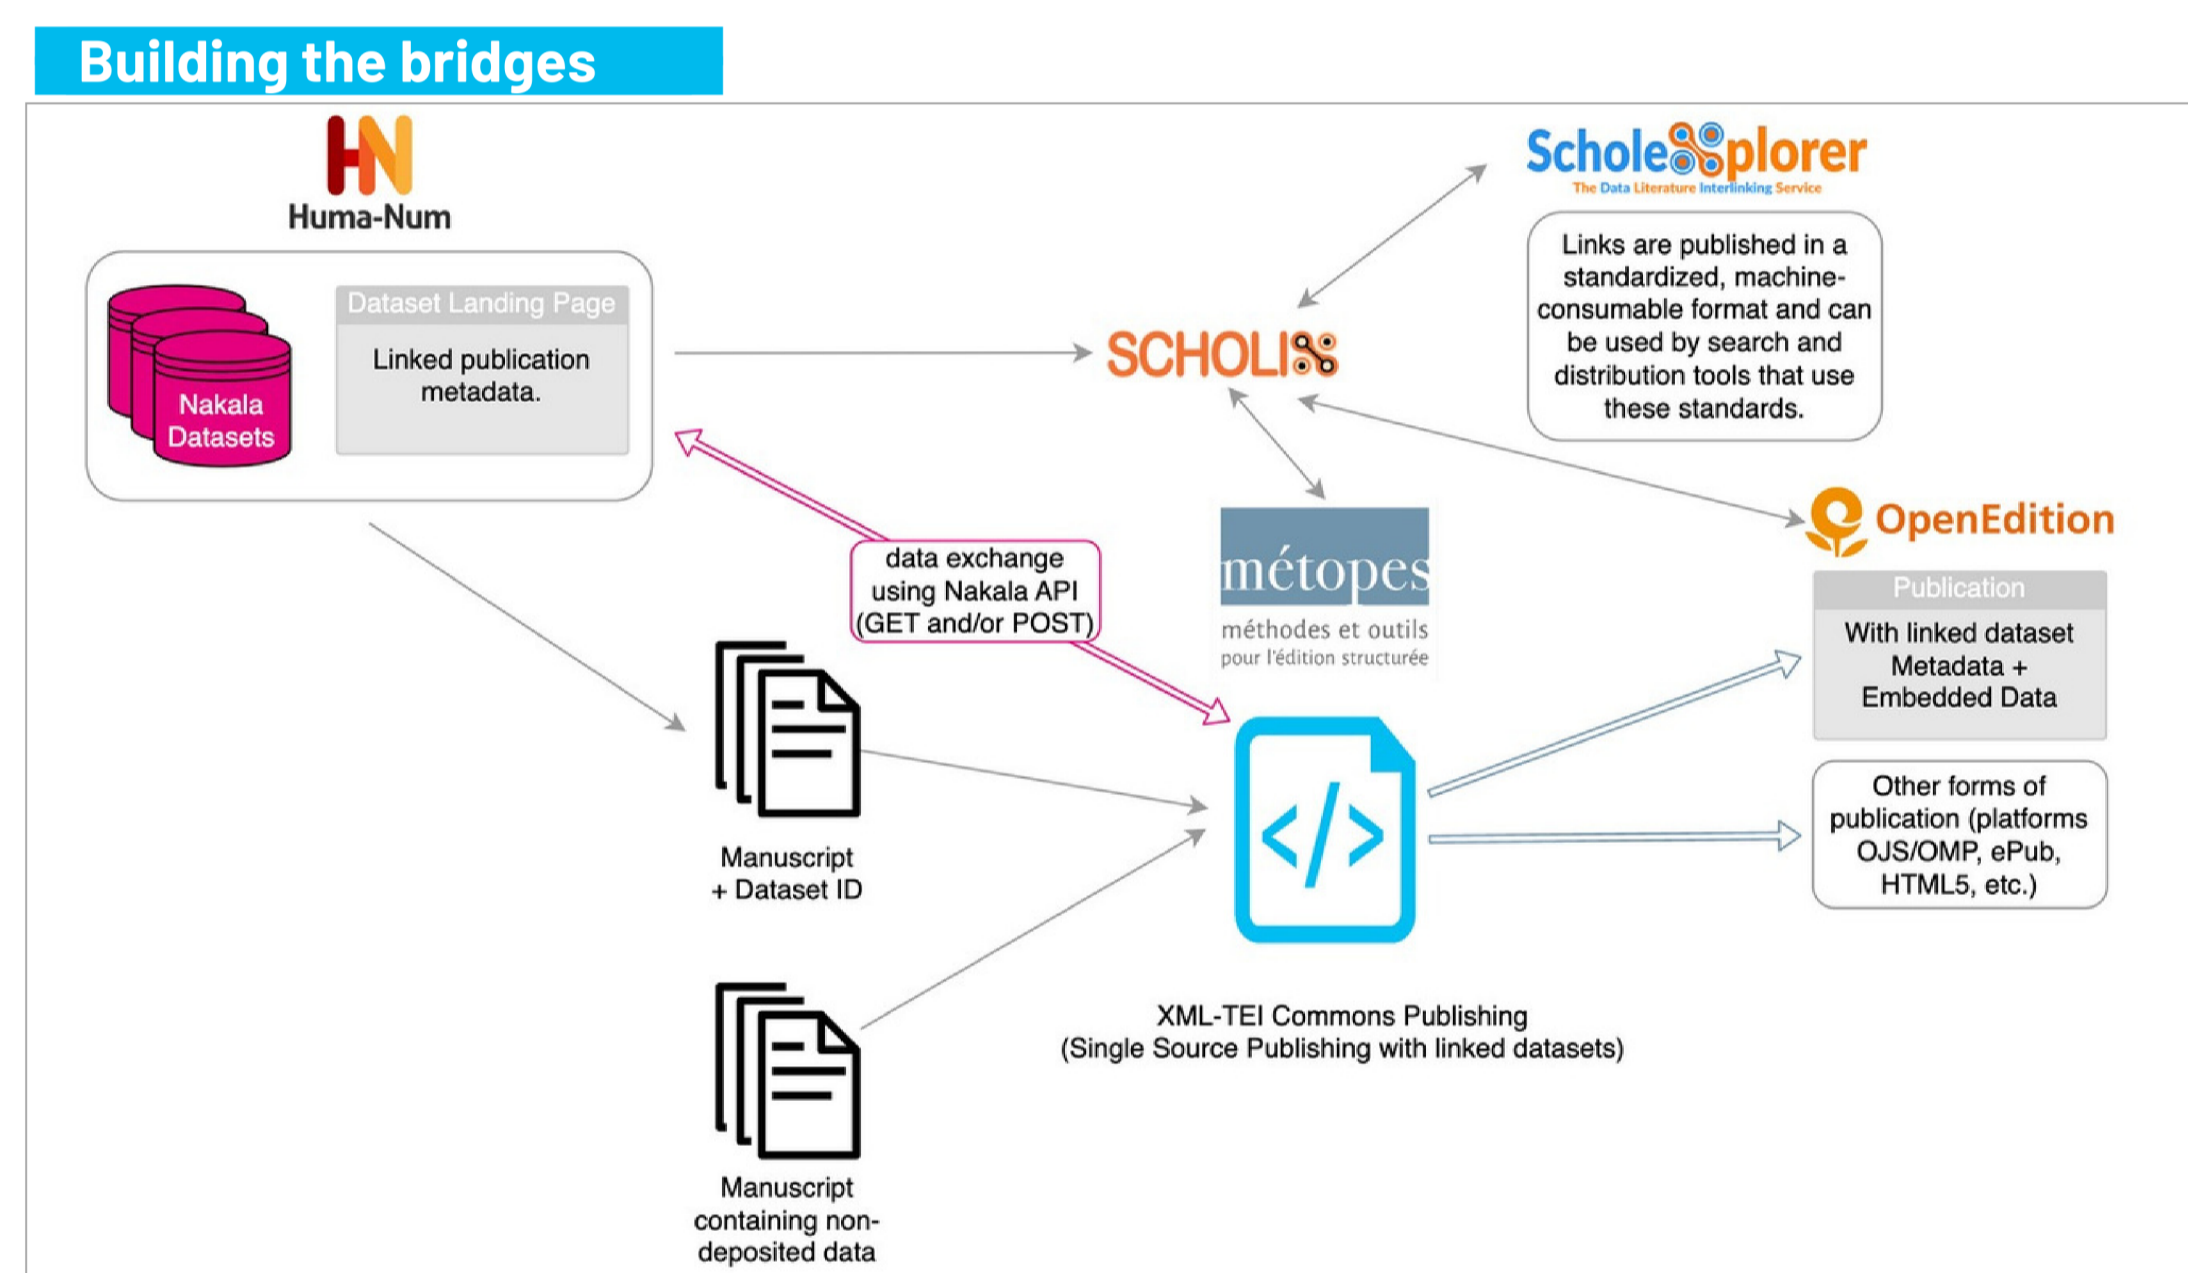 Building the bridges
HN
Huma-Num
Nakala
Datasets
Dataset Landing Page
Linked publication
metadata.
ScholeXplorer
The Data Literature Interlinking Service
Links are published in a
standardized, machine-
consumable format and can
be used by search and
distribution tools that use
these standards.
SCHOLIX
data exchange
using Nakala API
(GET and/or POST)
métopes
méthodes et outils
pour l'édition structurée
OpenEdition
Publication
With linked dataset
Metadata +
Embedded Data
Other forms of
publication (platforms
OJS/OMP, ePub,
HTML5, etc.)
Manuscript
+ Dataset ID
</>
XML-TEI Commons Publishing
(Single Source Publishing with linked datasets)
Manuscript
containing non-
deposited data